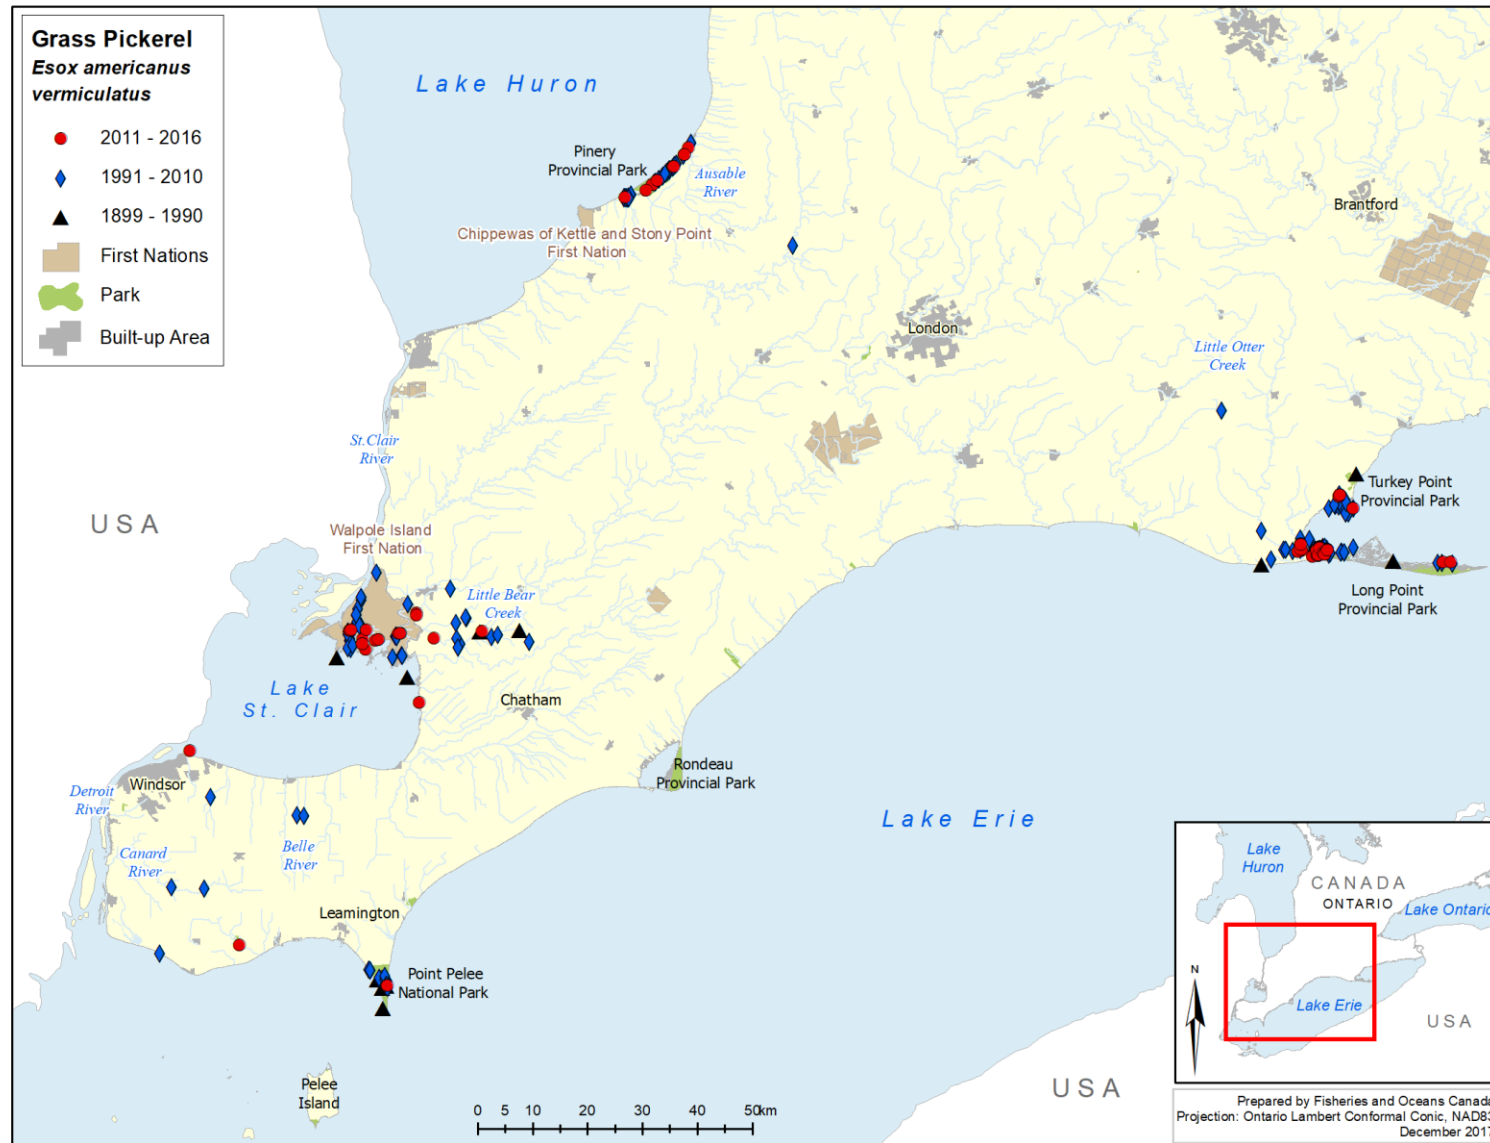 Grass Pickerel
Esox americanus
vermiculatus
2011 - 2016
1991 - 2010
1899 - 1990
First Nations
Park
Built-up Area
Lake Huron
Pinery
Provincial Park
Ausable
River
Chippewas of Kettle and Stony Point
First Nation
Brantford
London
Little Otter
Creek
St.Clair
River
USA
Walpole Island
First Nation
Turkey Point
Provincial Park
Little Bear
Creek
Long Point
Provincial Park
Lake
St. Clair
Chatham
Rondeau
Provincial Park
Windsor
Detroit
River
Lake Erie
Belle
River
Canard
River
Leamington
Point Pelee
National Park
Pelee
Island
USA
0 5 10 20 30 40 50 km
Lake
Huron
CANADA
ONTARIO
Lake Ontario
N
Lake Erie
USA
Prepared by Fisheries and Oceans Canada
Projection: Ontario Lambert Conformal Conic, NAD83
December 2017